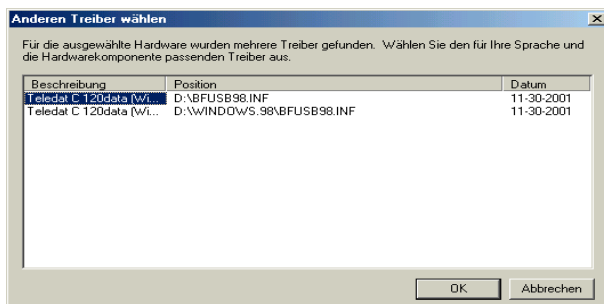 Anderen Treiber wählen
Für die ausgewählte Hardware wurden mehrere Treiber gefunden. Wählen Sie den für Ihre Sprache und
die Hardwarekomponente passenden Treiber aus.
Beschreibung Position Datum
Teledat C 120data (Wi... D:\BFUSB98.INF 11-30-2001
Teledat C 120data (Wi... D:\WINDOWS.98\BFUSB98.INF 11-30-2001
OK Abbrechen